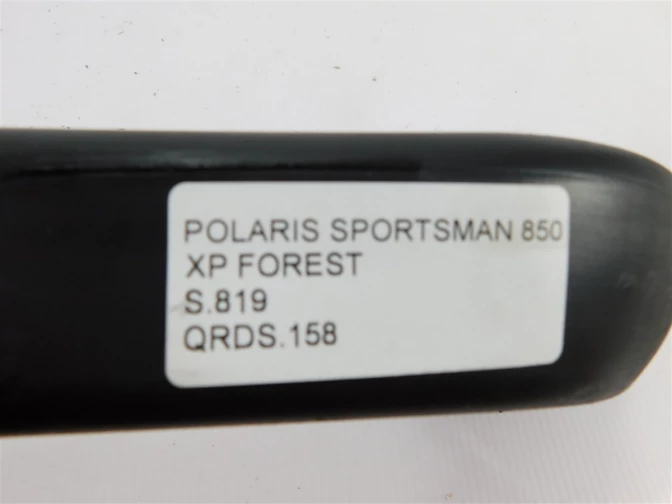 POLARIS SPORTSMAN 850
XP FOREST
S.819
QRDS.158